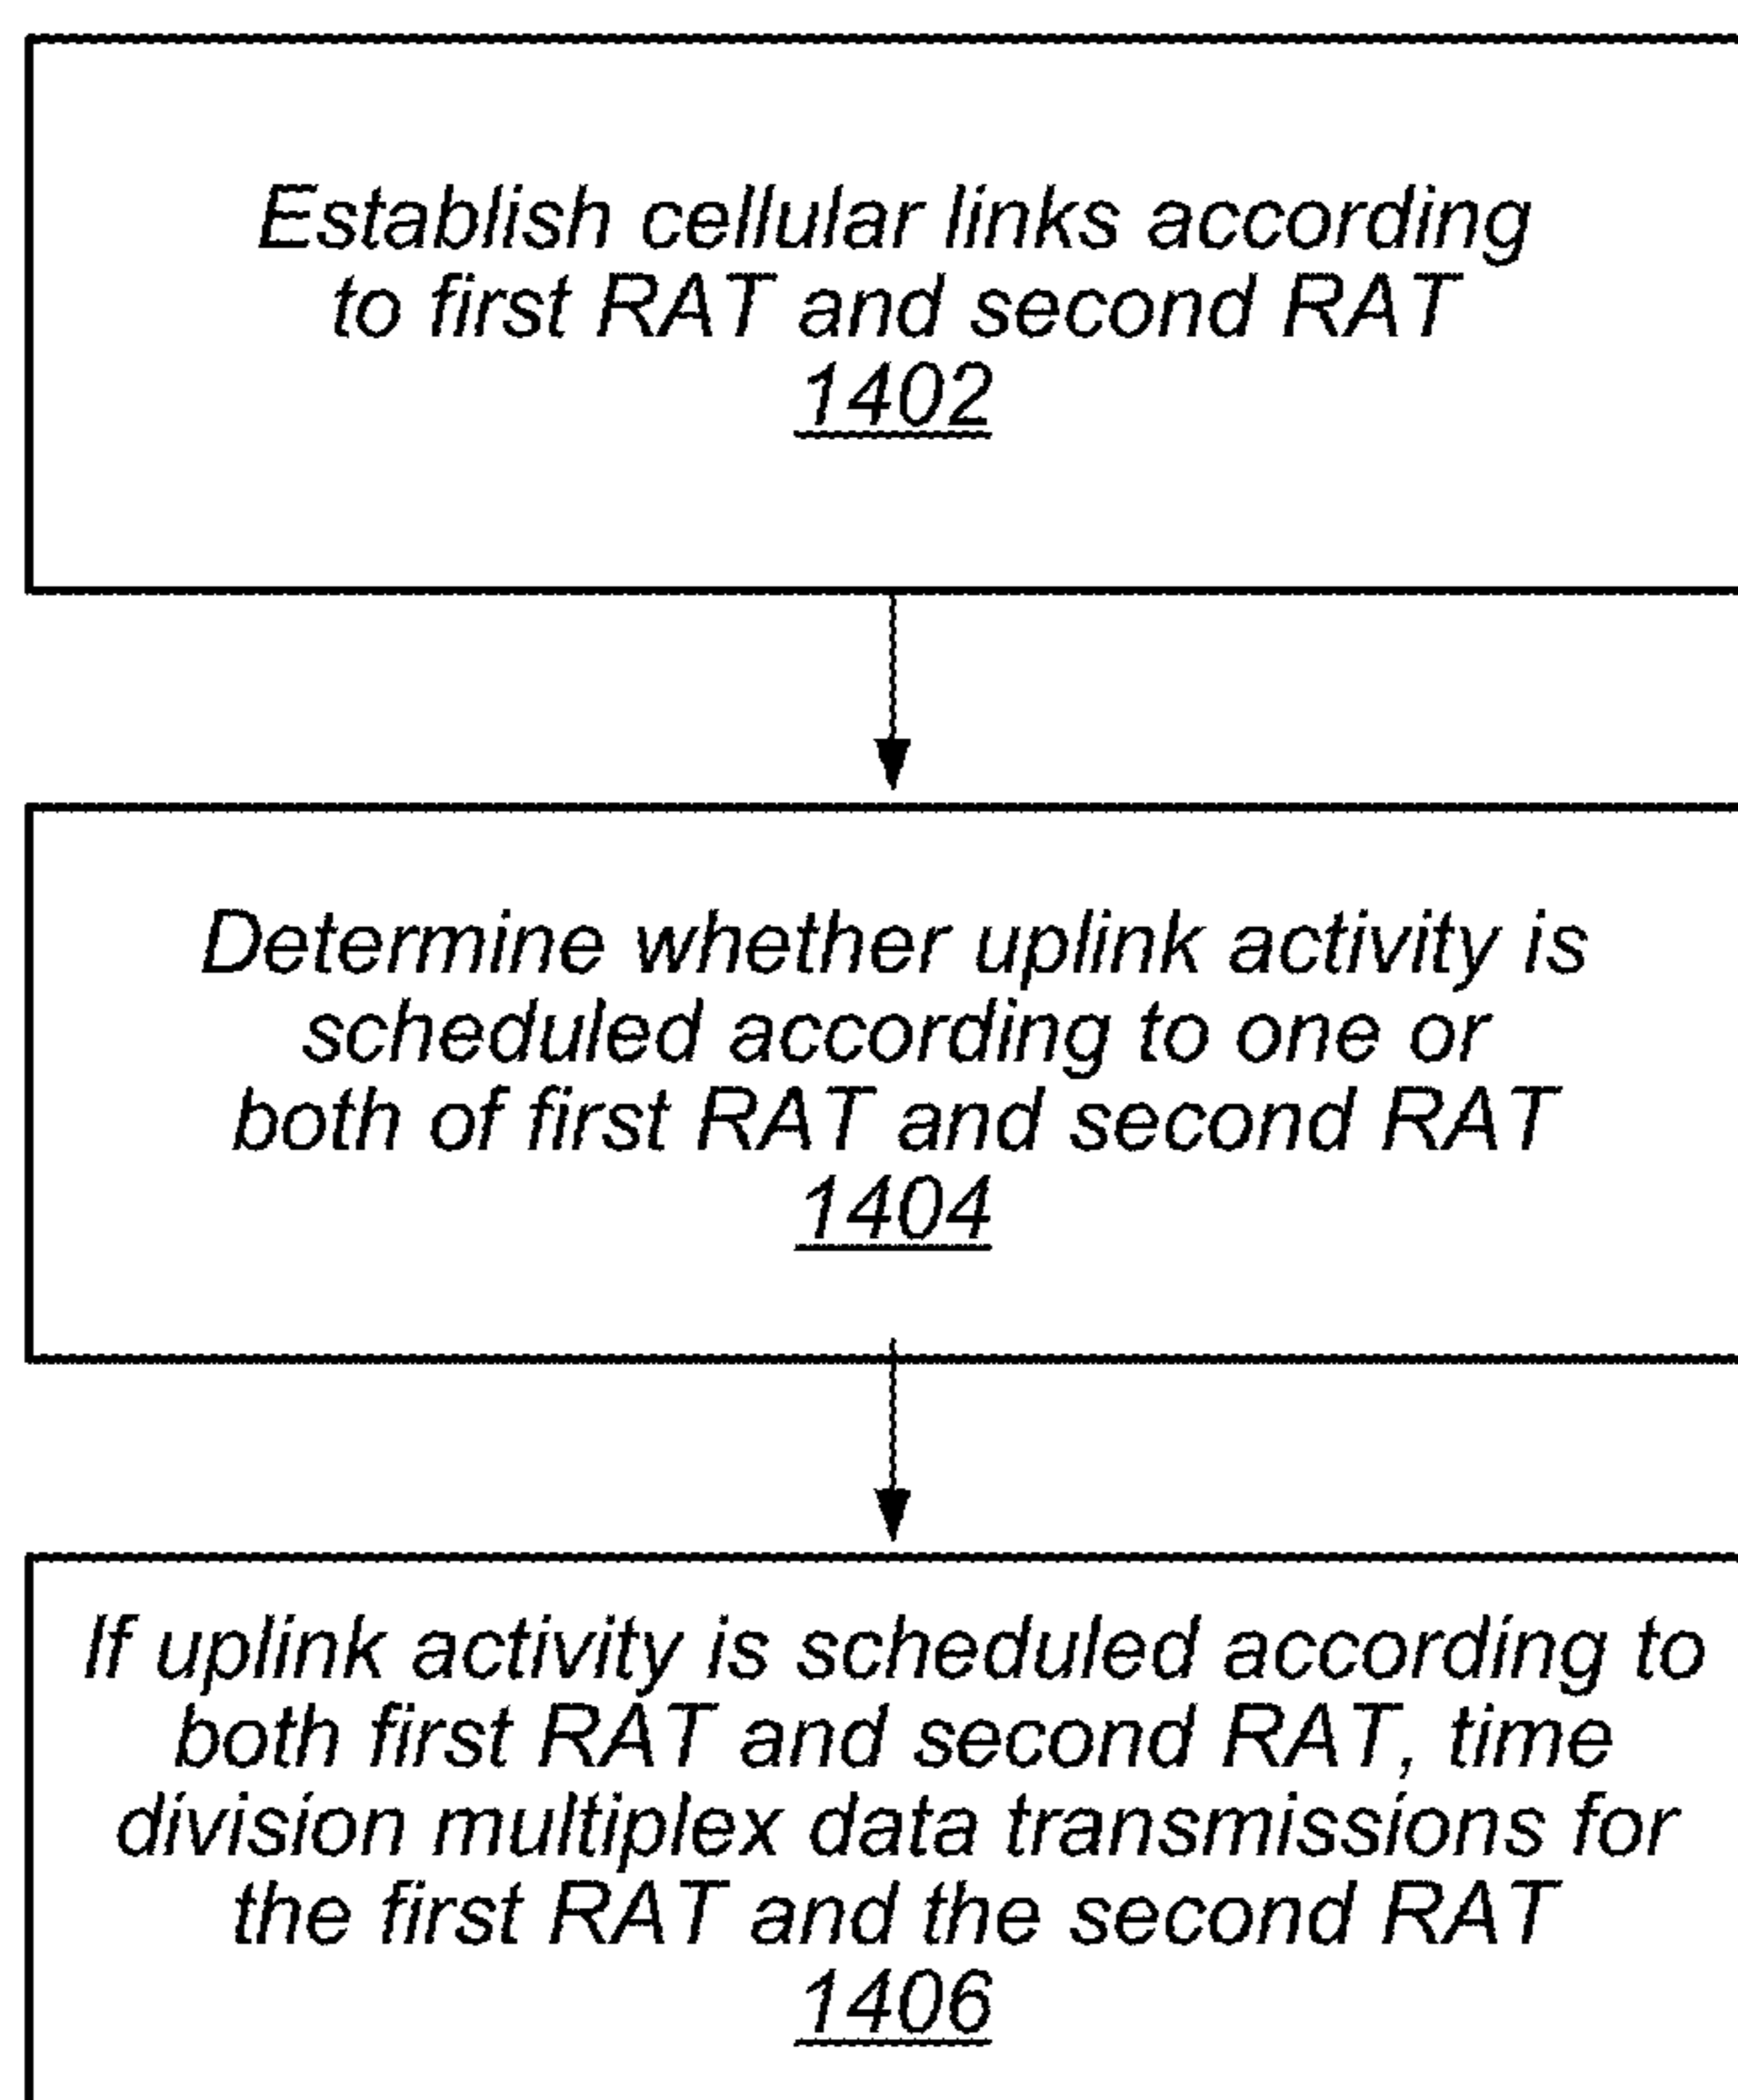 Establish cellular links according
to first RAT and second RAT
1402
Determine whether uplink activity is
scheduled according to one or
both of first RAT and second RAT
1404
If uplink activity is scheduled according to
both first RAT and second RAT, time
division multiplex data transmissions for
the first RAT and the second RAT
1406